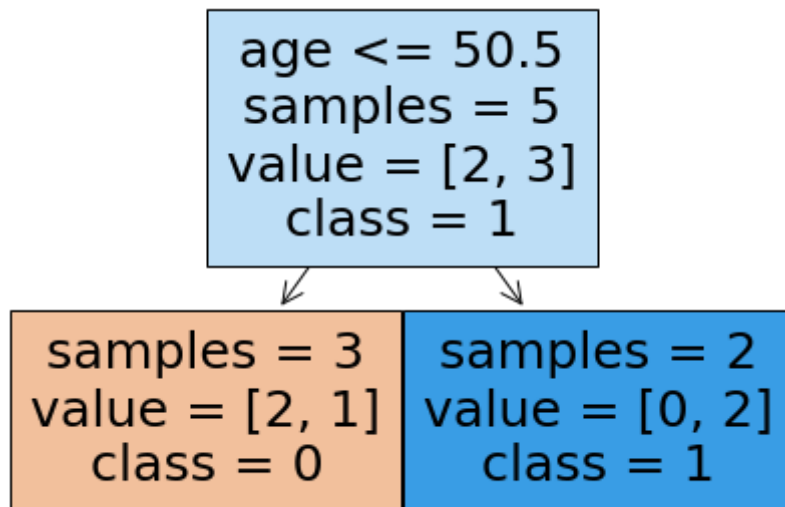 age <= 50.5
samples = 5
value = [2, 3]
class = 1
samples = 3
value = [2, 1]
class = 0
samples = 2
value = [0, 2]
class = 1